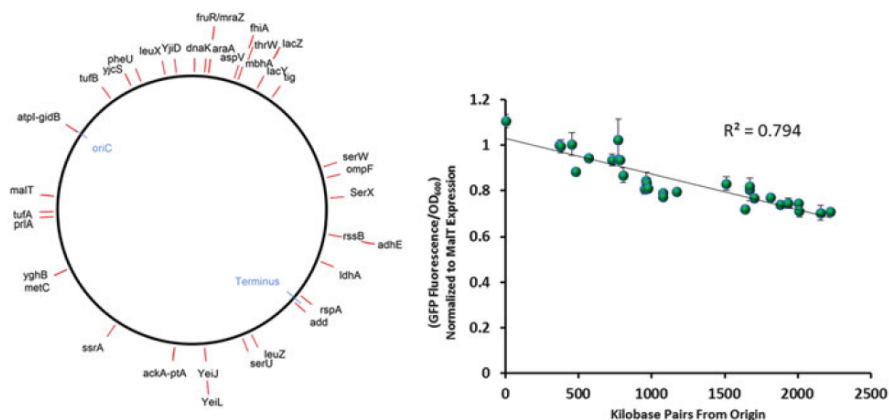 fruR/mraZ
fhiA
leuX
YjiD
dnaK
araA
thrW
lacZ
pheU
aspV
mbhA
yjcS
lacY
tufB
tig
atpI-gidB
oriC
serW
ompF
malT
SerX
tufA
prlA
rssB
adhE
yghB
metC
ldhA
Terminus
rspA
add
ssrA
leuZ
serU
ackA-ptA
YeiJ
YeiL
(GFP Fluorescence/OD600)
Normalized to MalT Expression
1.2
1
0.8
0.6
0.4
0.2
0
R² = 0.794
0 500 1000 1500 2000 2500
Kilobase Pairs From Origin